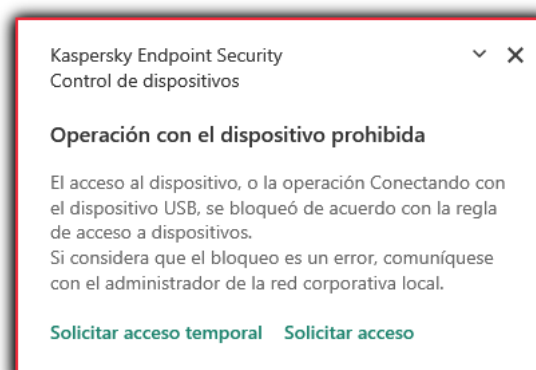 Kaspersky Endpoint Security
Control de dispositivos
Operación con el dispositivo prohibida
El acceso al dispositivo, o la operación Conectando con
el dispositivo USB, se bloqueó de acuerdo con la regla
de acceso a dispositivos.
Si considera que el bloqueo es un error, comuníquese
con el administrador de la red corporativa local.
Solicitar acceso temporal Solicitar acceso